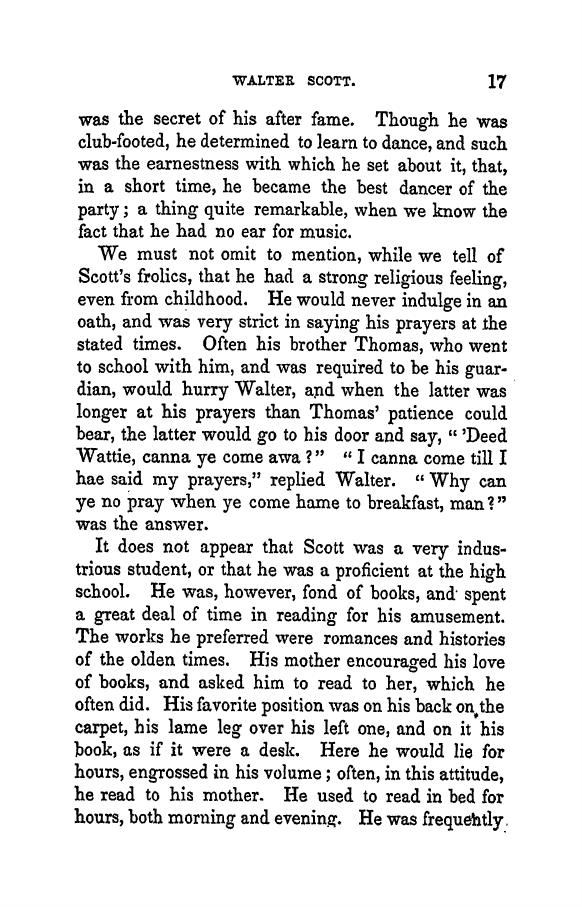 WALTER SCOTT. 17
was the secret of his after fame. Though he was
club-footed, he determined to learn to dance, and such
was the earnestness with which he set about it, that,
in a short time, he became the best dancer of the
party; a thing quite remarkable, when we know the
fact that he had no ear for music.
We must not omit to mention, while we tell of
Scott's frolics, that he had a strong religious feeling,
even from childhood. He would never indulge in an
oath, and was very strict in saying his prayers at the
stated times. Often his brother Thomas, who went
to school with him, and was required to be his guar-
dian, would hurry Walter, and when the latter was
longer at his prayers than Thomas' patience could
bear, the latter would go to his door and say, “ 'Deed
Wattie, canna ye come awa?” “ I canna come till I
hae said my prayers,” replied Walter. “ Why can
ye no pray when ye come hame to breakfast, man?”
was the answer.
It does not appear that Scott was a very indus-
trious student, or that he was a proficient at the high
school. He was, however, fond of books, and spent
a great deal of time in reading for his amusement.
The works he preferred were romances and histories
of the olden times. His mother encouraged his love
of books, and asked him to read to her, which he
often did. His favorite position was on his back on the
carpet, his lame leg over his left one, and on it his
book, as if it were a desk. Here he would lie for
hours, engrossed in his volume; often, in this attitude,
he read to his mother. He used to read in bed for
hours, both morning and evening. He was frequently